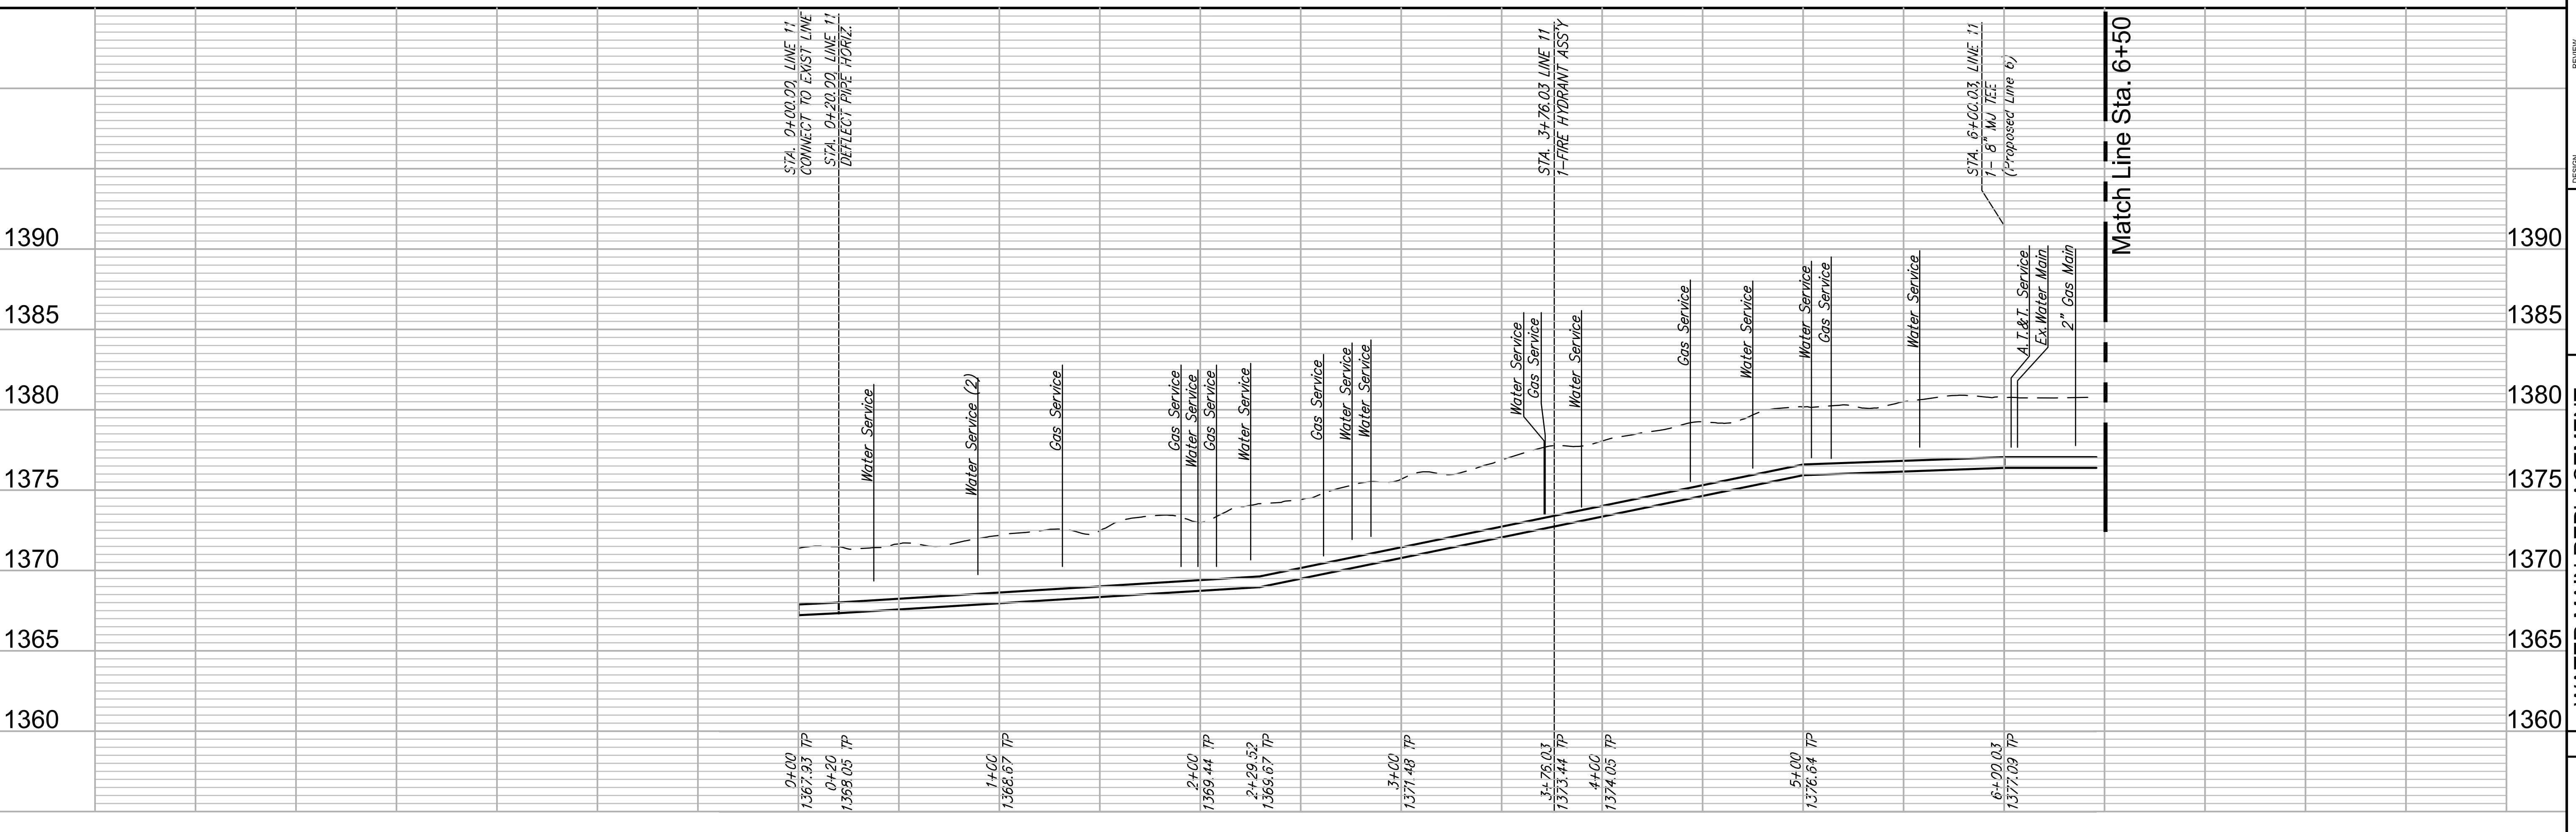 STA. 0+00.00, LINE 11
CONNECT TO EXIST LINE
STA. 0+20.00, LINE 11
DEFLECT PIPE HORIZ.
STA. 3+76.03 LINE 11
1-FIRE HYDRANT ASS'Y
STA. 6+00.03, LINE 11
1- 8" MJ TEE
(Proposed Line 6)
Match Line Sta. 6+50
REVIEW
DESIGN
1390
1385
1380
1375
1370
1365
1360
Water Service
Water Service (2)
Gas Service
Gas Service
Water Service
Gas Service
Water Service
Gas Service
Water Service
Water Service
Water Service
Gas Service
Water Service
Gas Service
Water Service
Water Service
Gas Service
Water Service
A.T.&T. Service
Ex.Water Main
2" Gas Main
1390
1385
1380
1375
1370
1365
1360
0+00
1367.93 TP
0+20
1368.05 TP
1+00
1368.67 TP
2+00
1369.44 TP
2+29.52
1369.67 TP
3+00
1371.48 TP
3+76.03
1373.44 TP
4+00
1374.05 TP
5+00
1376.64 TP
6+00.03
1377.09 TP